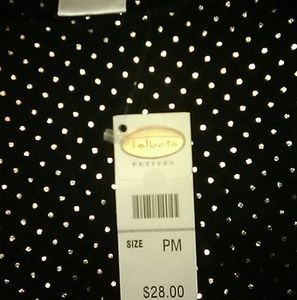 Talbots
PETITES
SIZE PM
$28.00